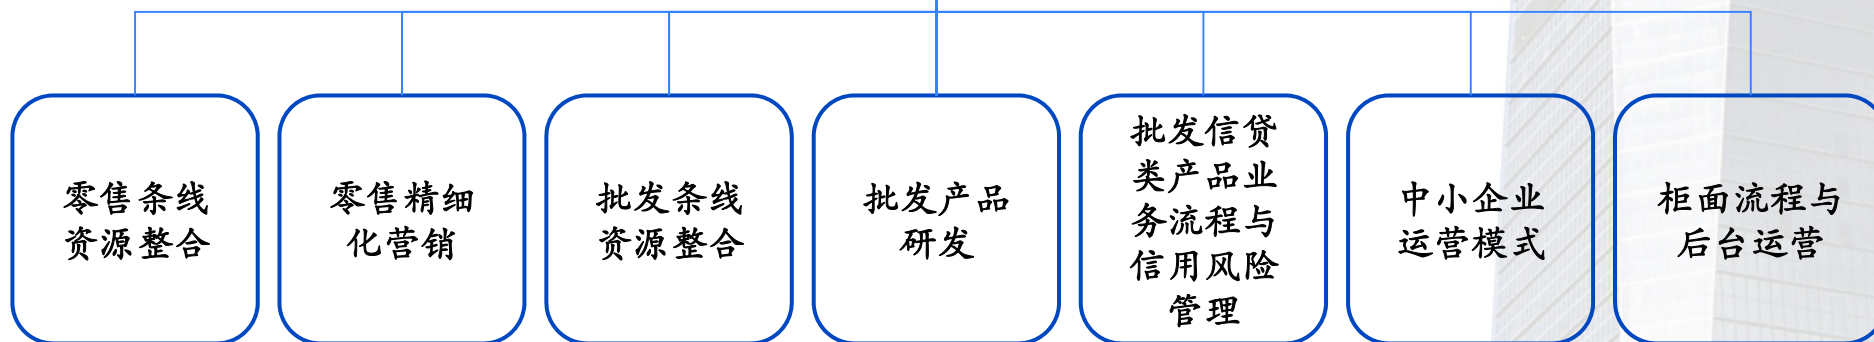 零售条线
资源整合
零售精细
化营销
批发条线
资源整合
批发产品
研发
批发信贷
类产品业
务流程与
信用风险
管理
中小企业
运营模式
柜面流程与
后台运营